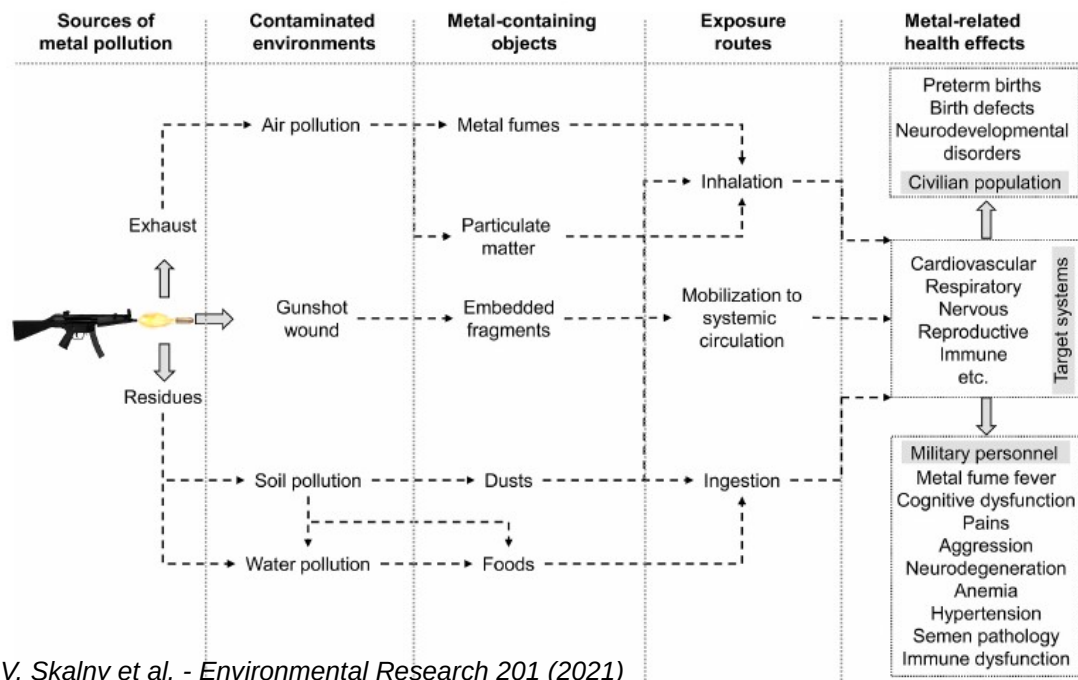 Sources of
metal pollution
Contaminated
environments
Metal-containing
objects
Exposure
routes
Metal-related
health effects
Exhaust
Residues
Air pollution
Gunshot
wound
Soil pollution
Water pollution
Metal fumes
Particulate
matter
Embedded
fragments
Dusts
Foods
Inhalation
Mobilization to
systemic
circulation
Ingestion
Preterm births
Birth defects
Neurodevelopmental
disorders
Civilian population
Cardiovascular
Respiratory
Nervous
Reproductive
Immune
etc.
Target systems
Military personnel
Metal fume fever
Cognitive dysfunction
Pains
Aggression
Neurodegeneration
Anemia
Hypertension
Semen pathology
Immune dysfunction
V. Skalny et al. - Environmental Research 201 (2021)